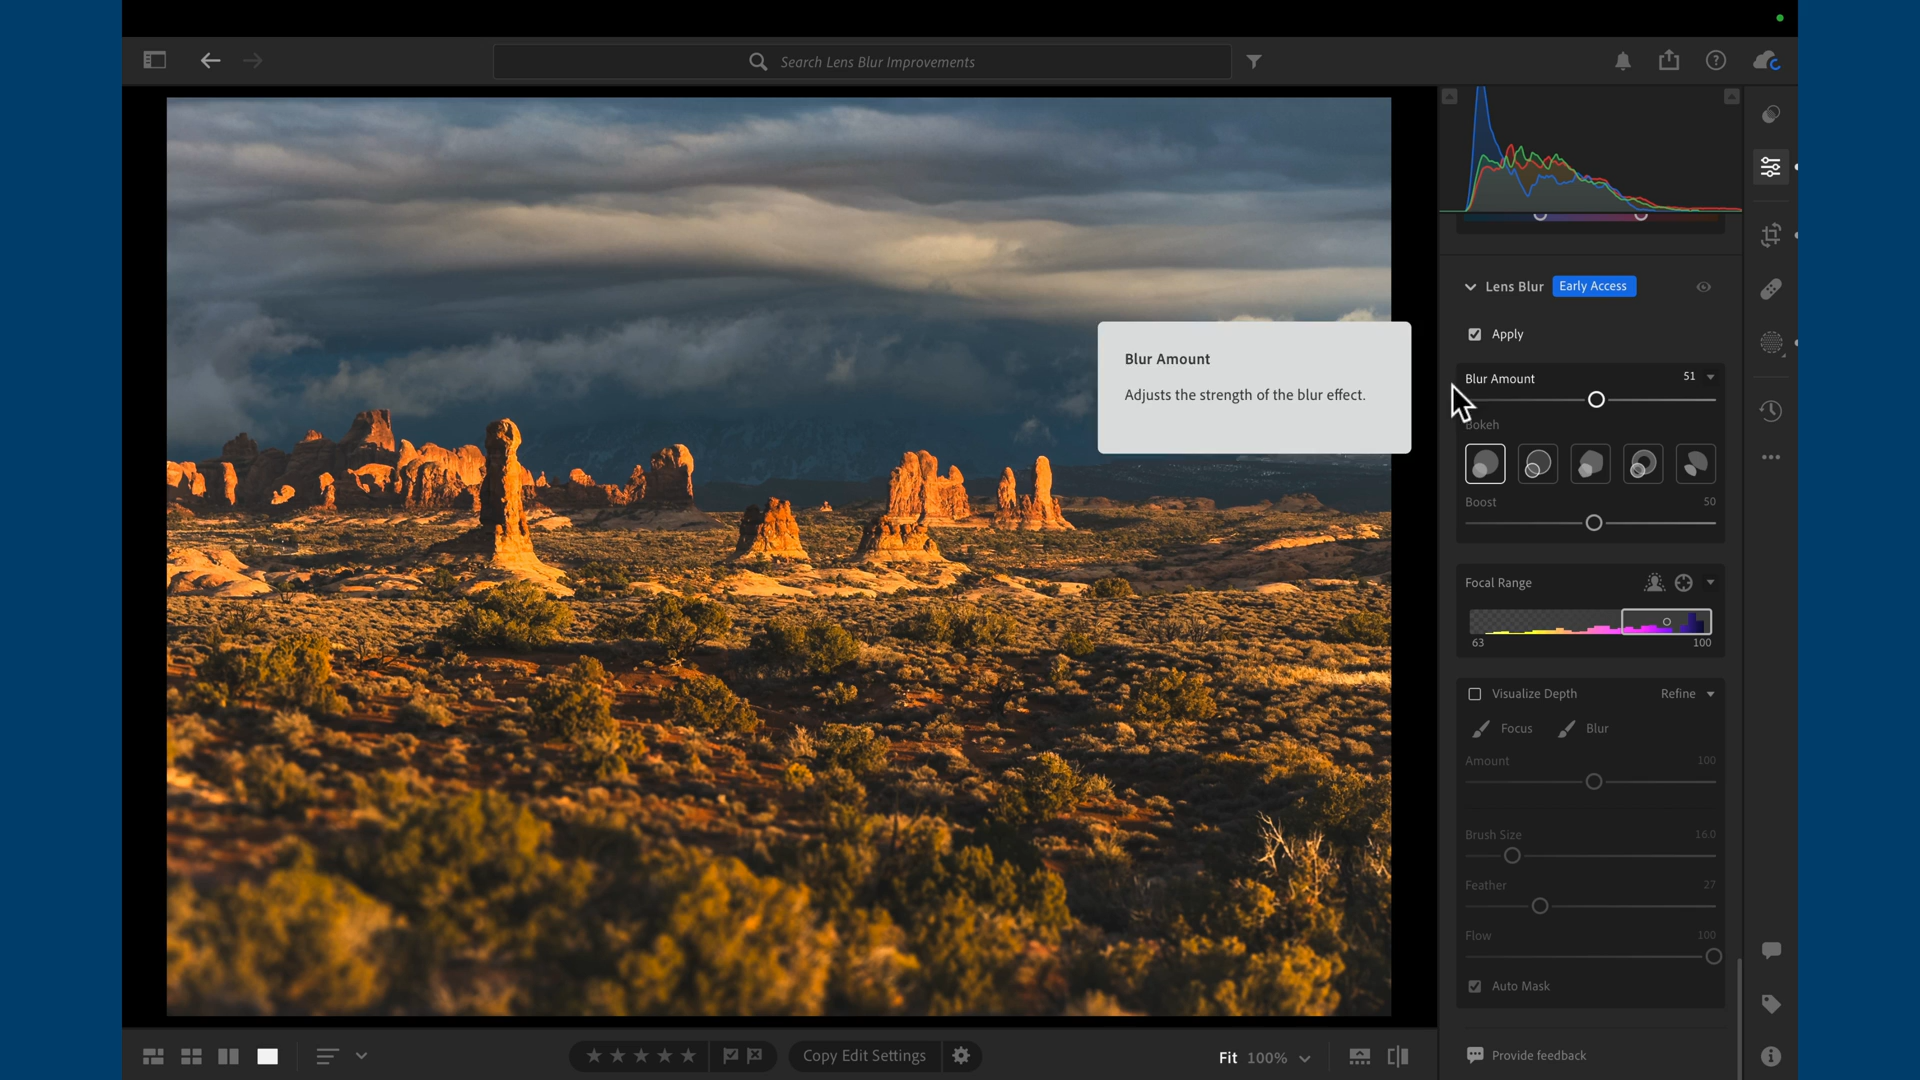 Search Lens Blur Improvements
Lens Blur Early Access
Apply
Blur Amount
Adjusts the strength of the blur effect.
Blur Amount 51
Bokeh
Boost 50
Focal Range
63 100
Visualize Depth Refine
Focus Blur
Amount 100
Brush Size 16.0
Feather 27
Flow 100
Auto Mask
Copy Edit Settings
Fit 100%
Provide feedback